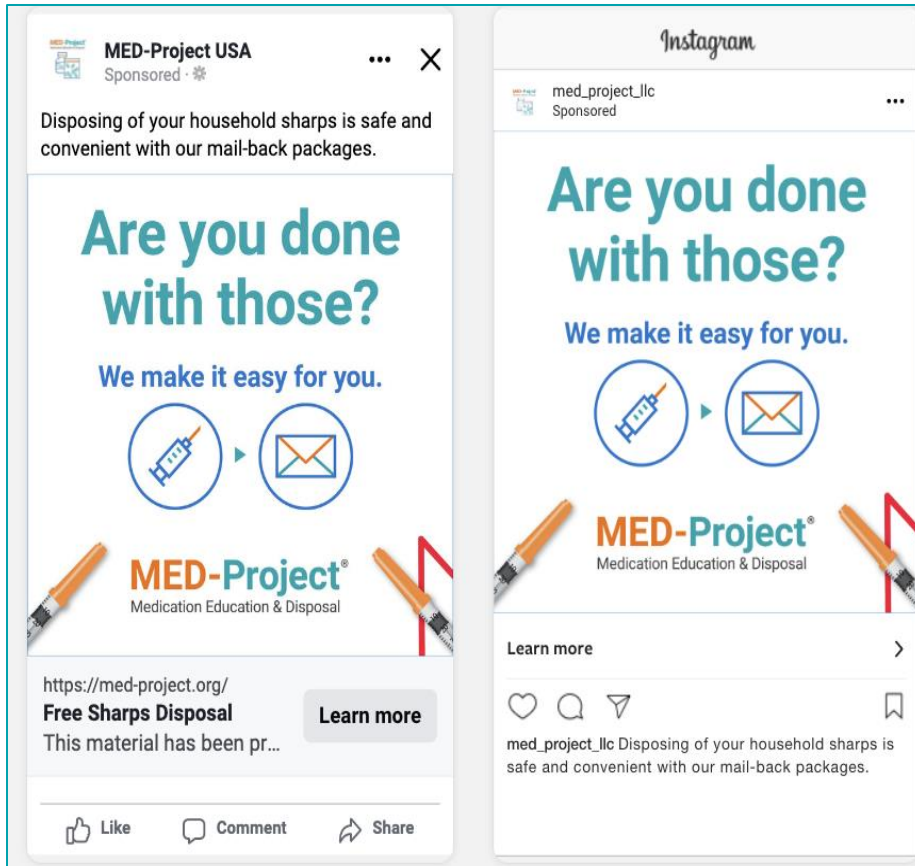 MED-Project USA
Sponsored ·
Disposing of your household sharps is safe and
convenient with our mail-back packages.
Are you done
with those?
We make it easy for you.
MED-Project®
Medication Education & Disposal
https://med-project.org/
Free Sharps Disposal
This material has been pr...
Learn more
Like
Comment
Share
Instagram
med_project_llc
Sponsored
Are you done
with those?
We make it easy for you.
MED-Project®
Medication Education & Disposal
Learn more
med_project_llc Disposing of your household sharps is
safe and convenient with our mail-back packages.